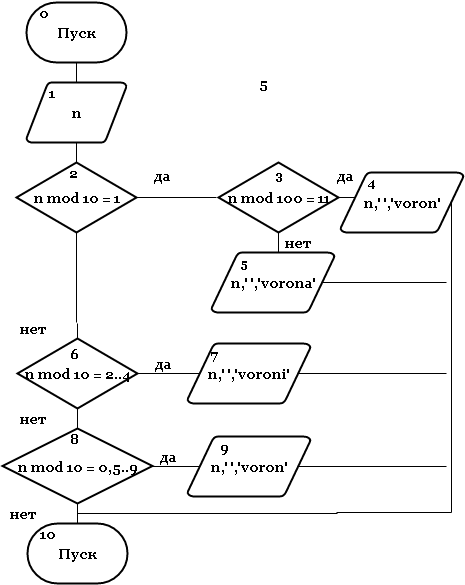 0
Пуск
1
n
5
2
n mod 10 = 1
да
3
n mod 100 = 11
да
4
n,' ','voron'
нет
5
n,' ','vorona'
нет
6
n mod 10 = 2..4
да
7
n,' ','voroni'
нет
8
n mod 10 = 0,5..9
да
9
n,' ','voron'
нет
10
Пуск